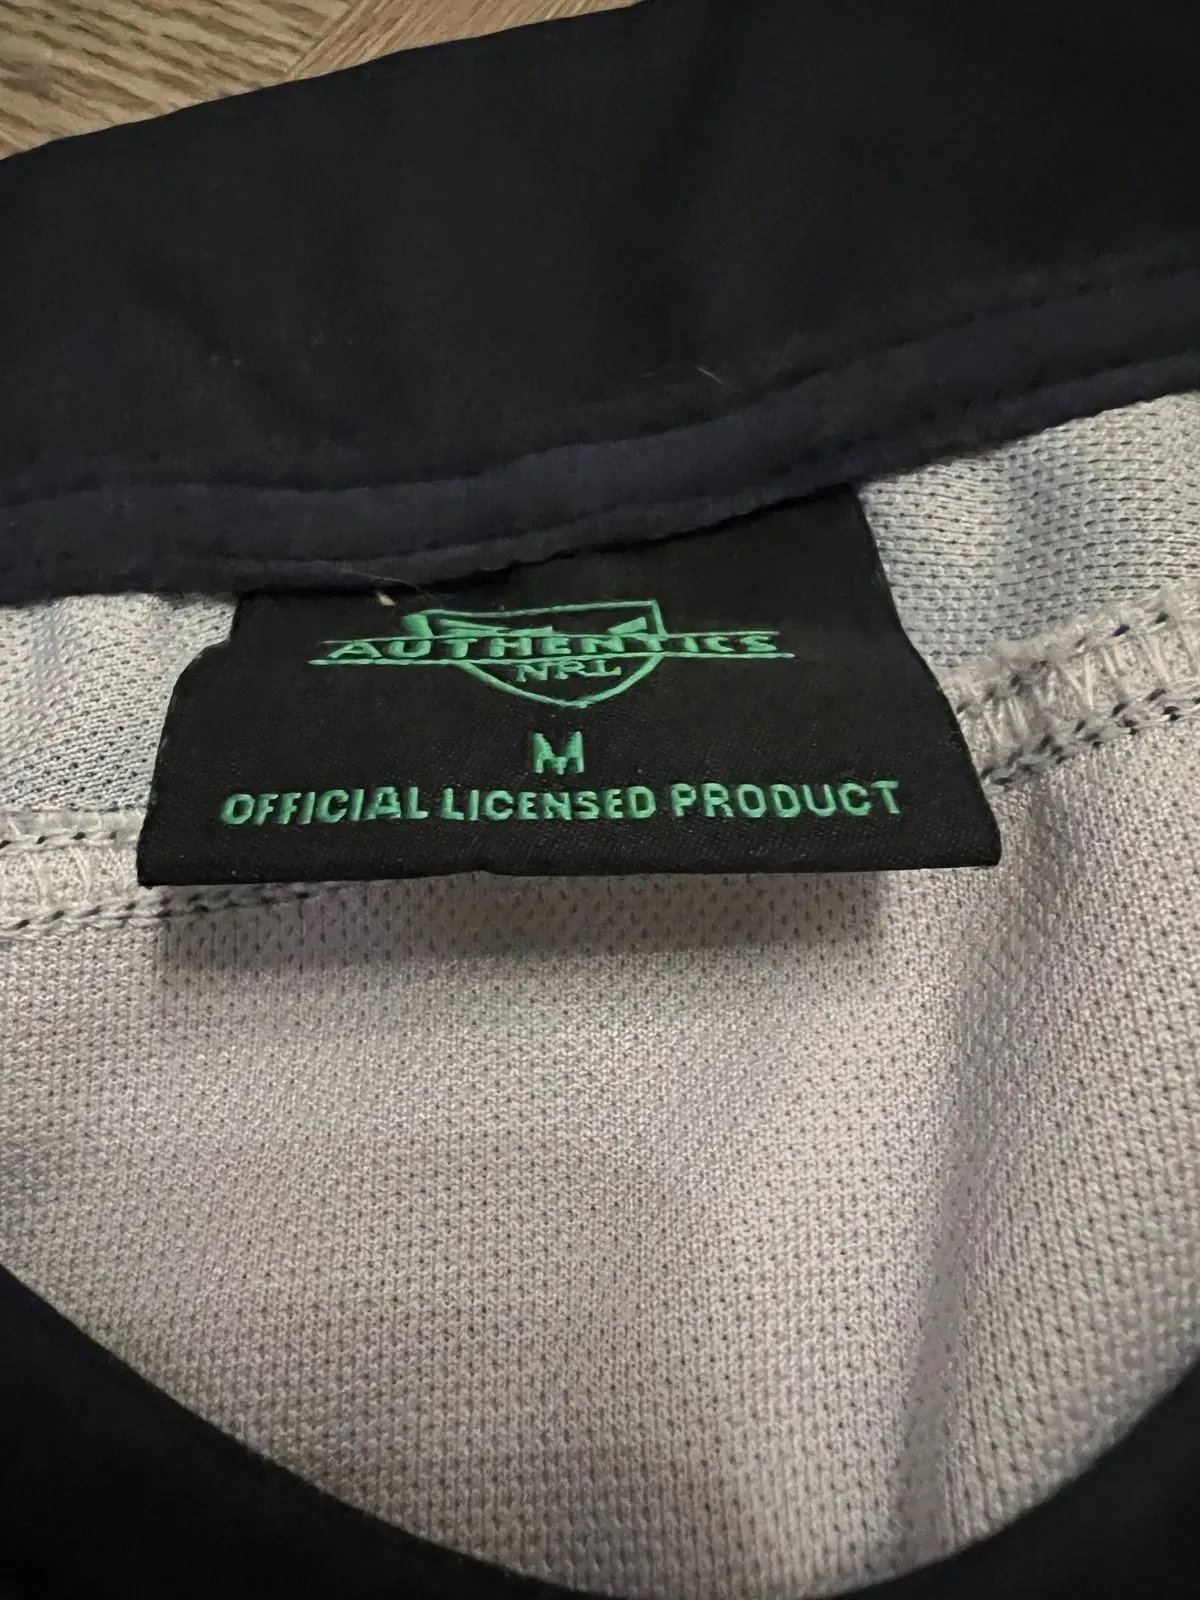 AUTHENTICS
NRL
M
OFFICIAL LICENSED PRODUCT